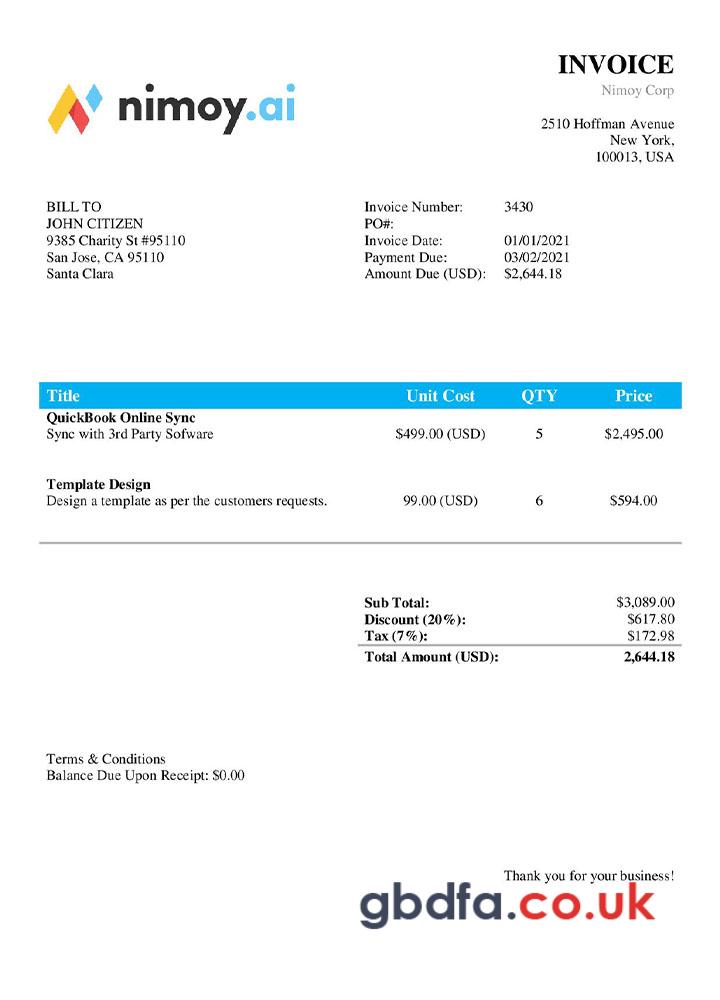 INVOICE
Nimoy Corp
nimoy.ai
2510 Hoffman Avenue
New York,
100013, USA
BILL TO
JOHN CITIZEN
9385 Charity St #95110
San Jose, CA 95110
Santa Clara
Invoice Number: 3430
PO#:
Invoice Date: 01/01/2021
Payment Due: 03/02/2021
Amount Due (USD): $2,644.18
Title Unit Cost QTY Price
QuickBook Online Sync
Sync with 3rd Party Sofware $499.00 (USD) 5 $2,495.00
Template Design
Design a template as per the customers requests. 99.00 (USD) 6 $594.00
Sub Total: $3,089.00
Discount (20%): $617.80
Tax (7%): $172.98
Total Amount (USD): 2,644.18
Terms & Conditions
Balance Due Upon Receipt: $0.00
Thank you for your business!
gbdfa.co.uk